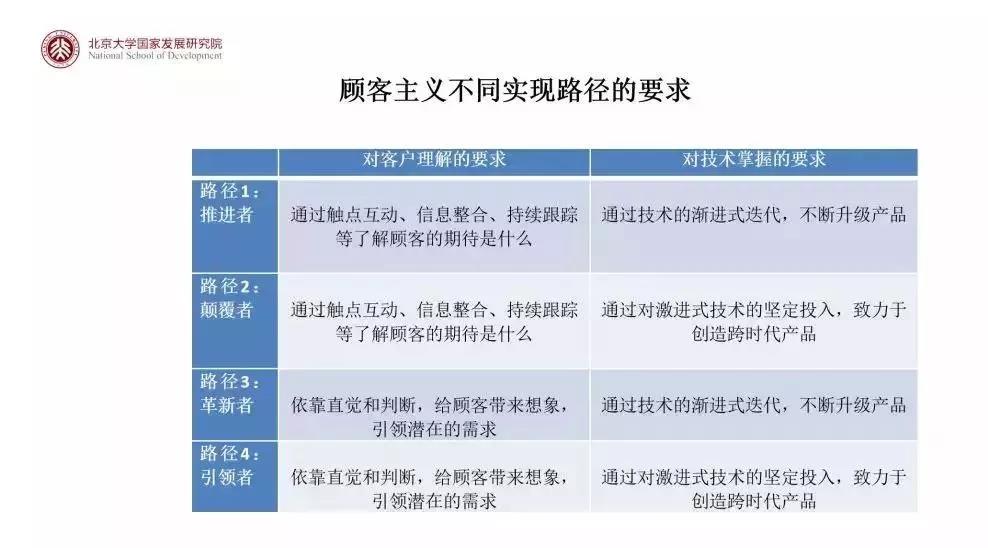 北京大学国家发展研究院
National School of Development
顾客主义不同实现路径的要求
对客户理解的要求
对技术掌握的要求
路径1：
推进者
通过触点互动、信息整合、持续跟踪
等了解顾客的期待是什么
通过技术的渐进式迭代，不断升级产品
路径2：
颠覆者
通过触点互动、信息整合、持续跟踪
等了解顾客的期待是什么
通过对激进式技术的坚定投入，致力于
创造跨时代产品
路径3：
革新者
依靠直觉和判断，给顾客带来想象，
引领潜在的需求
通过技术的渐进式迭代，不断升级产品
路径4：
引领者
依靠直觉和判断，给顾客带来想象，
引领潜在的需求
通过对激进式技术的坚定投入，致力于
创造跨时代产品